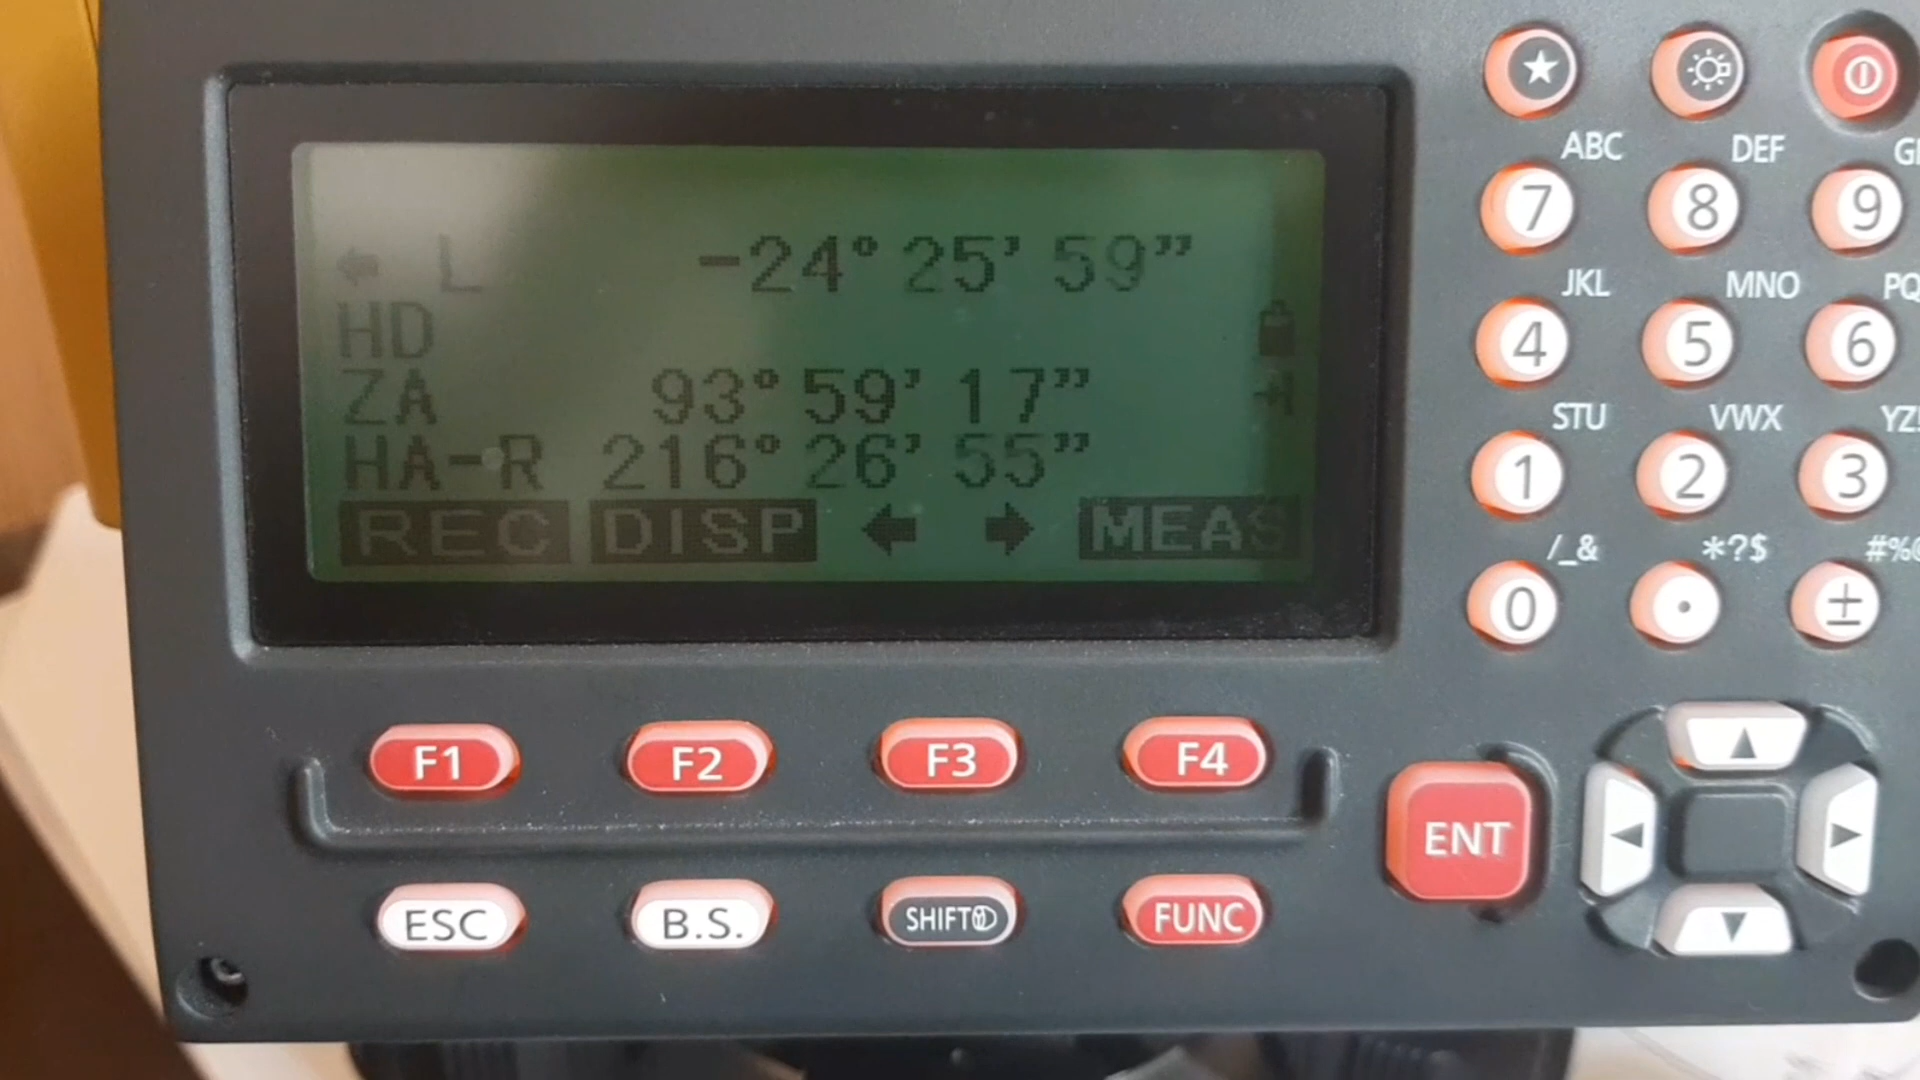 ← L -24° 25' 59"
HD
ZA 93° 59' 17"
HA-R 216° 26' 55"
REC DISP ← → MEAS
★
ABC DEF
7 8 9
JKL MNO
4 5 6
STU VWX
1 2 3
/_& *?$
0 • ±
F1 F2 F3 F4
ENT
ESC B.S. SHIFT FUNC